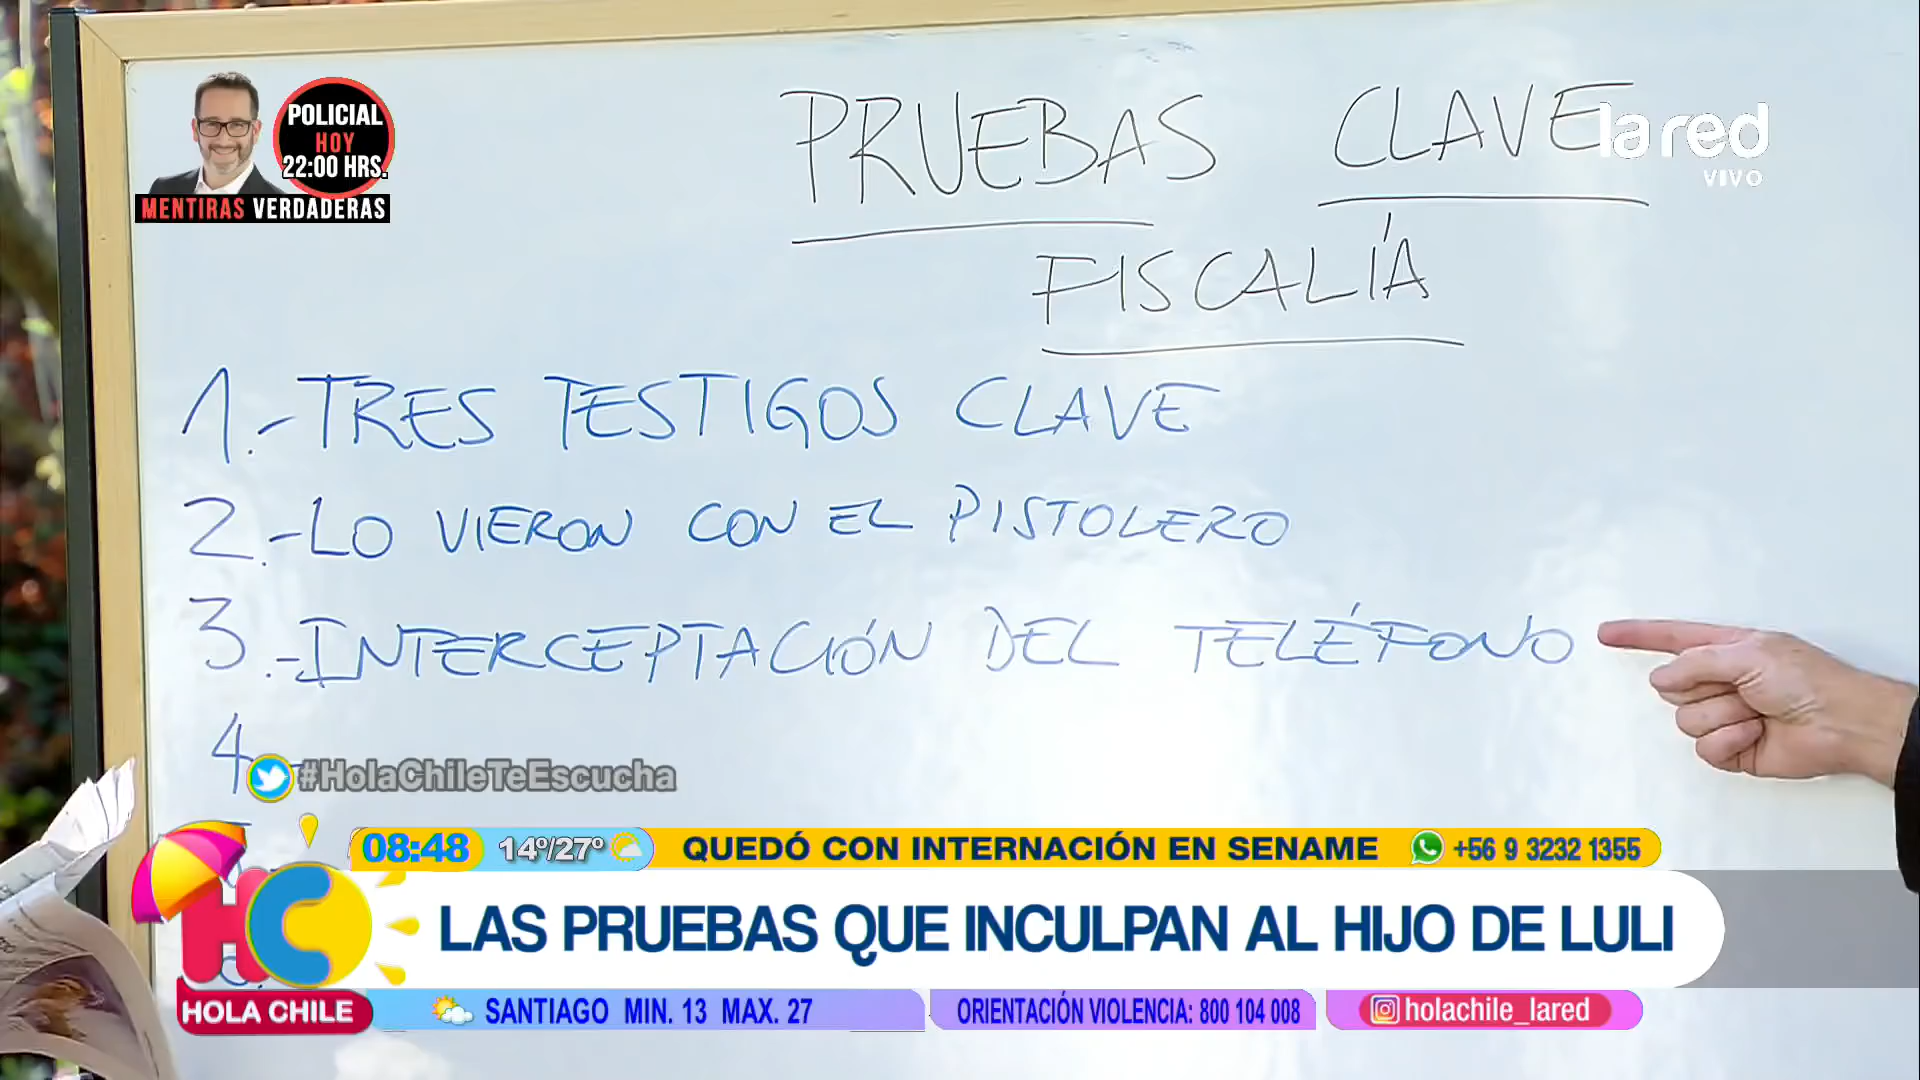 POLICIAL
HOY
22:00 HRS.
MENTIRAS VERDADERAS
la red
VIVO
PRUEBAS CLAVE
FISCALÍA
1.- TRES TESTIGOS CLAVE
2.- LO VIERON CON EL PISTOLERO
3.- INTERCEPTACIÓN DEL TELÉFONO
4.-
#HolaChileTeEscucha
08:48 14º/27º QUEDÓ CON INTERNACIÓN EN SENAME +56 9 3232 1355
HC
LAS PRUEBAS QUE INCULPAN AL HIJO DE LULI
HOLA CHILE
SANTIAGO MIN. 13 MAX. 27 ORIENTACIÓN VIOLENCIA: 800 104 008 holachile_lared